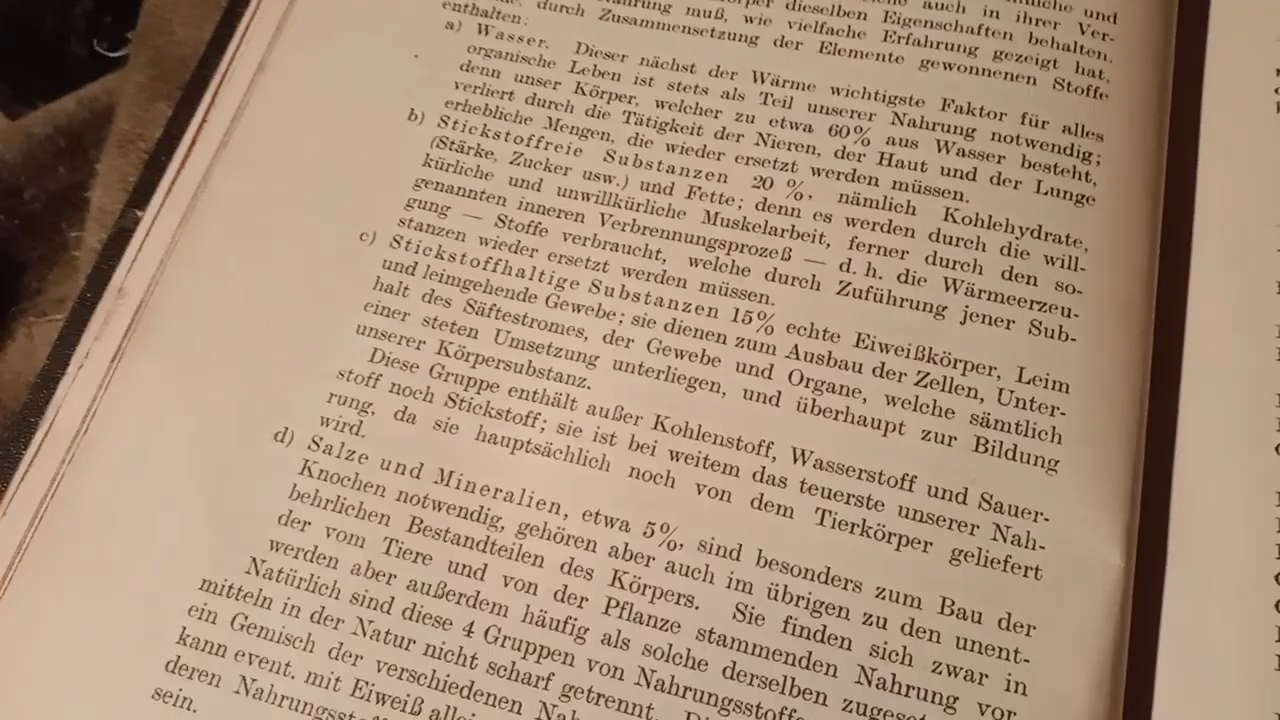 auch in ihrer Ver-
dieselben Eigenschaften behalten.
muß, wie vielfache Erfahrung gezeigt hat,
durch Zusammensetzung der Elemente gewonnenen Stoffe
enthalten:
a) Wasser. Dieser nächst der Wärme wichtigste Faktor für alles
organische Leben ist stets als Teil unserer Nahrung notwendig;
denn unser Körper, welcher zu etwa 60% aus Wasser besteht,
verliert durch die Tätigkeit der Nieren, der Haut und der Lunge
erhebliche Mengen, die wieder ersetzt werden müssen.
b) Stickstoffreie Substanzen 20 %, nämlich Kohlehydrate,
(Stärke, Zucker usw.) und Fette; denn es werden durch die will-
kürliche und unwillkürliche Muskelarbeit, ferner durch den so-
genannten inneren Verbrennungsprozeß — d. h. die Wärmeerzeu-
gung — Stoffe verbraucht, welche durch Zuführung jener Sub-
stanzen wieder ersetzt werden müssen.
c) Stickstoffhaltige Substanzen 15% echte Eiweißkörper, Leim
und leimgehende Gewebe; sie dienen zum Ausbau der Zellen, Unter-
halt des Säftestromes, der Gewebe und Organe, welche sämtlich
einer steten Umsetzung unterliegen, und überhaupt zur Bildung
unserer Körpersubstanz.
Diese Gruppe enthält außer Kohlenstoff, Wasserstoff und Sauer-
stoff noch Stickstoff; sie ist bei weitem das teuerste unserer Nah-
rung, da sie hauptsächlich noch von dem Tierkörper geliefert
wird.
d) Salze und Mineralien, etwa 5%, sind besonders zum Bau der
Knochen notwendig, gehören aber auch im übrigen zu den unent-
behrlichen Bestandteilen des Körpers. Sie finden sich zwar in
der vom Tiere und von der Pflanze stammenden Nahrung vor
werden aber außerdem häufig als solche derselben
Natürlich sind diese 4 Gruppen von
mitteln in der Natur nicht scharf getrennt.
ein Gemisch der verschiedenen
kann event. mit Eiweiß
deren
sein.